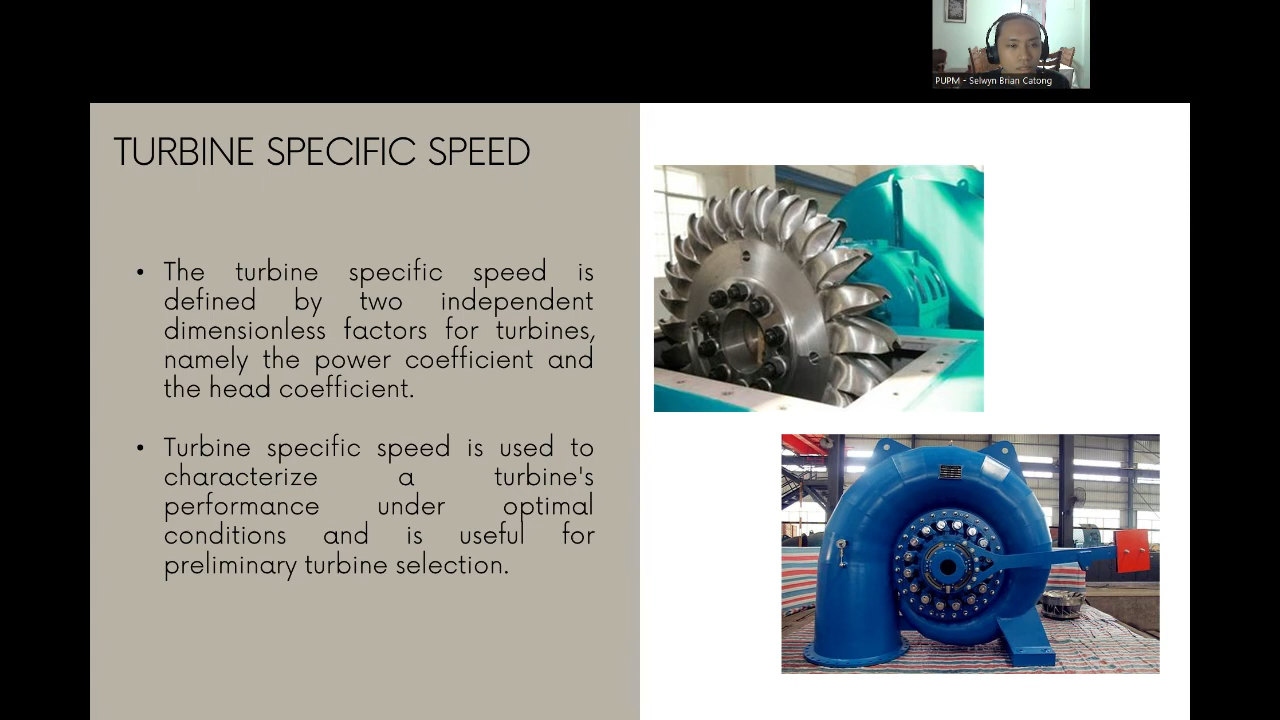 PUPM - Selwyn Brian Catong
TURBINE SPECIFIC SPEED
• The turbine specific speed is
defined by two independent
dimensionless factors for turbines,
namely the power coefficient and
the head coefficient.
• Turbine specific speed is used to
characterize a turbine's
performance under optimal
conditions and is useful for
preliminary turbine selection.